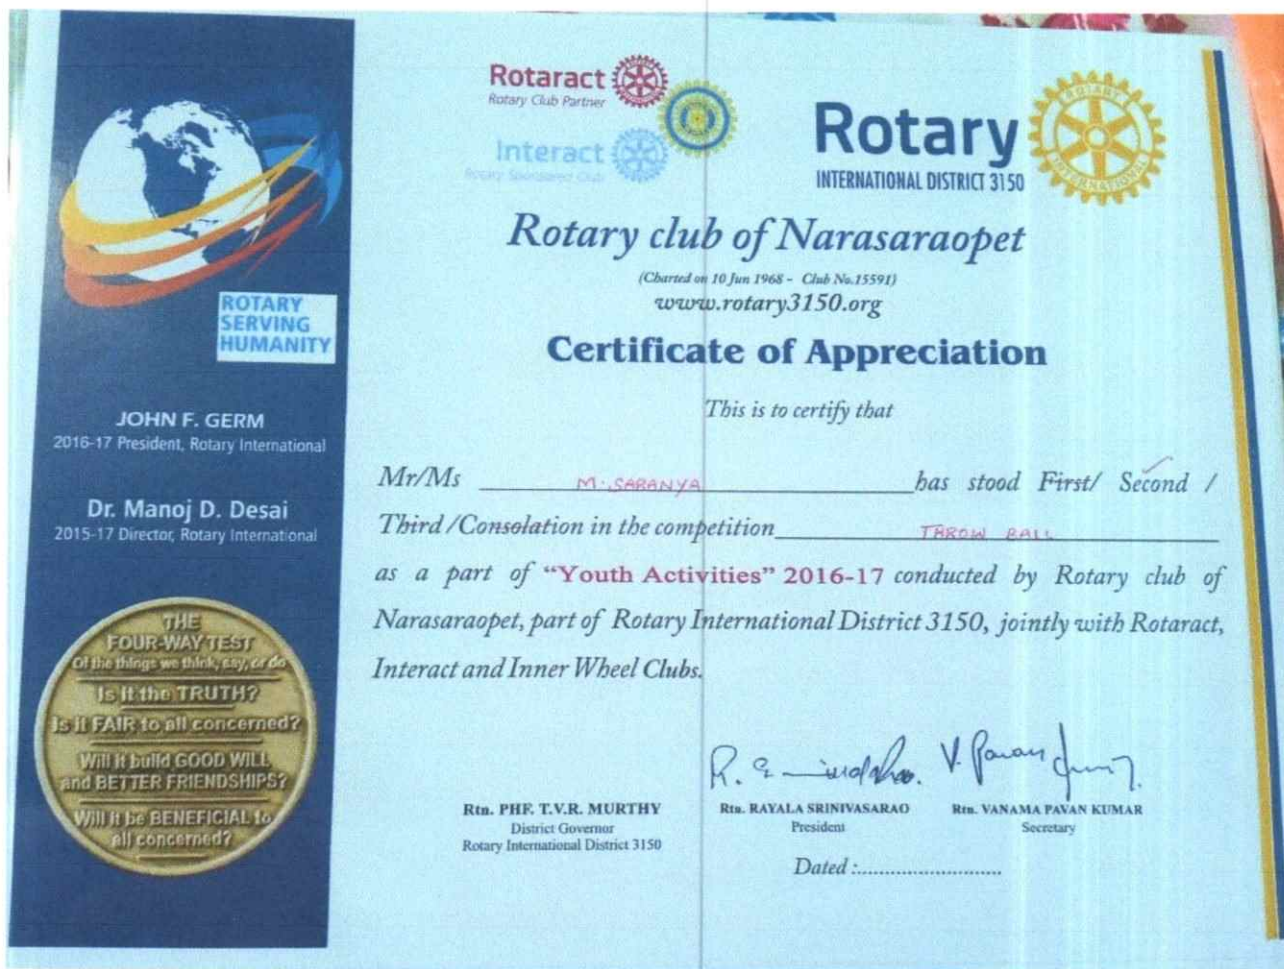 Rotaract
Rotary Club Partner
Interact
Rotary Sponsored Club
Rotary
INTERNATIONAL DISTRICT 3150
ROTARY
INTERNATIONAL
Rotary club of Narasaraopet
(Charted on 10 Jun 1968 - Club No.15591)
www.rotary3150.org
Certificate of Appreciation
This is to certify that
Mr/Ms M. SARANYA has stood First/ Second /
Third /Consolation in the competition THROW BALL
as a part of “Youth Activities” 2016-17 conducted by Rotary club of
Narasaraopet, part of Rotary International District 3150, jointly with Rotaract,
Interact and Inner Wheel Clubs.
Rtn. PHF. T.V.R. MURTHY
District Governor
Rotary International District 3150
Rtn. RAYALA SRINIVASARAO
President
V. Pavan
Rtn. VANAMA PAVAN KUMAR
Secretary
Dated :..........................
ROTARY
SERVING
HUMANITY
JOHN F. GERM
2016-17 President, Rotary International
Dr. Manoj D. Desai
2015-17 Director, Rotary International
THE
FOUR-WAY TEST
Of the things we think, say, or do
Is it the TRUTH?
Is it FAIR to all concerned?
Will it build GOOD WILL
and BETTER FRIENDSHIPS?
Will it be BENEFICIAL to
all concerned?